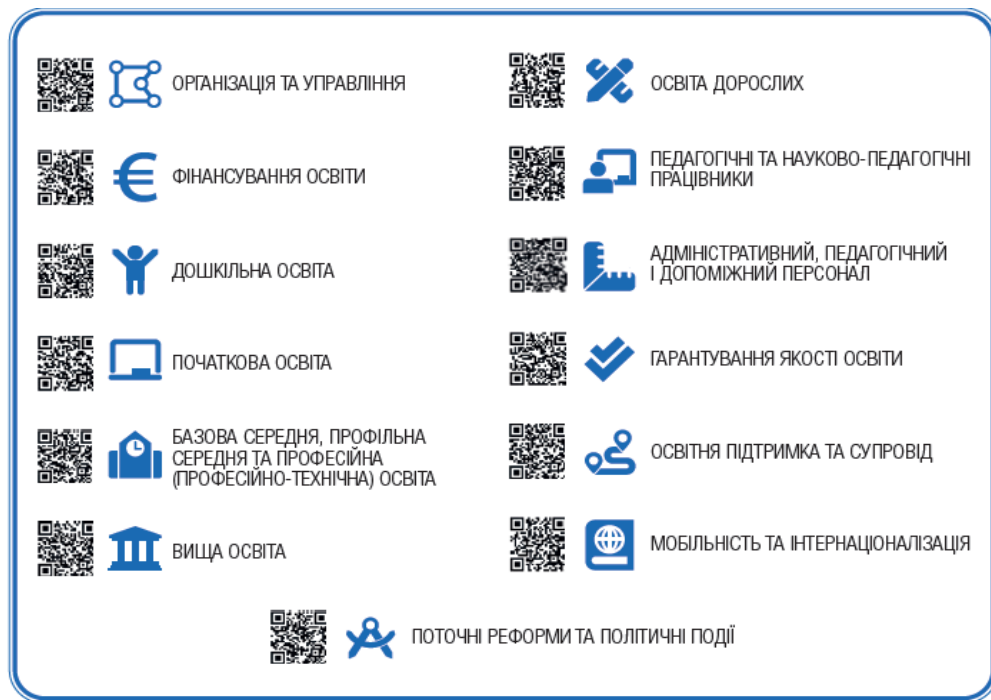 ОРГАНІЗАЦІЯ ТА УПРАВЛІННЯ
ФІНАНСУВАННЯ ОСВІТИ
ДОШКІЛЬНА ОСВІТА
ПОЧАТКОВА ОСВІТА
БАЗОВА СЕРЕДНЯ, ПРОФІЛЬНА
СЕРЕДНЯ ТА ПРОФЕСІЙНА
(ПРОФЕСІЙНО-ТЕХНІЧНА) ОСВІТА
ВИЩА ОСВІТА
ОСВІТА ДОРОСЛИХ
ПЕДАГОГІЧНІ ТА НАУКОВО-ПЕДАГОГІЧНІ
ПРАЦІВНИКИ
АДМІНІСТРАТИВНИЙ, ПЕДАГОГІЧНИЙ
І ДОПОМІЖНИЙ ПЕРСОНАЛ
ГАРАНТУВАННЯ ЯКОСТІ ОСВІТИ
ОСВІТНЯ ПІДТРИМКА ТА СУПРОВІД
МОБІЛЬНІСТЬ ТА ІНТЕРНАЦІОНАЛІЗАЦІЯ
ПОТОЧНІ РЕФОРМИ ТА ПОЛІТИЧНІ ПОДІЇ